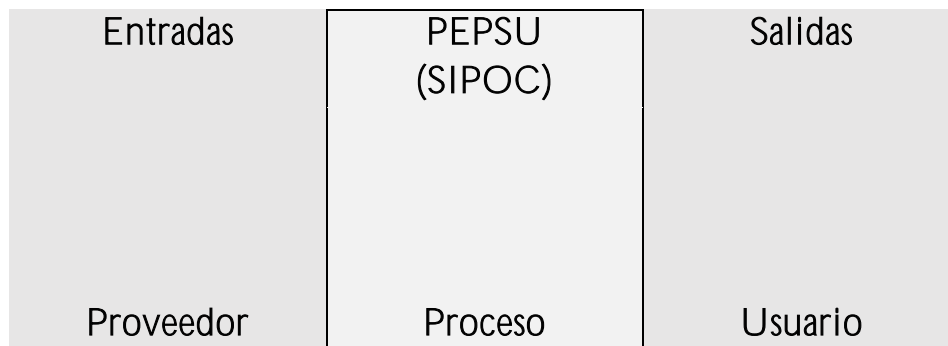 Entradas
PEPSU
(SIPOC)
Salidas
Proveedor
Proceso
Usuario